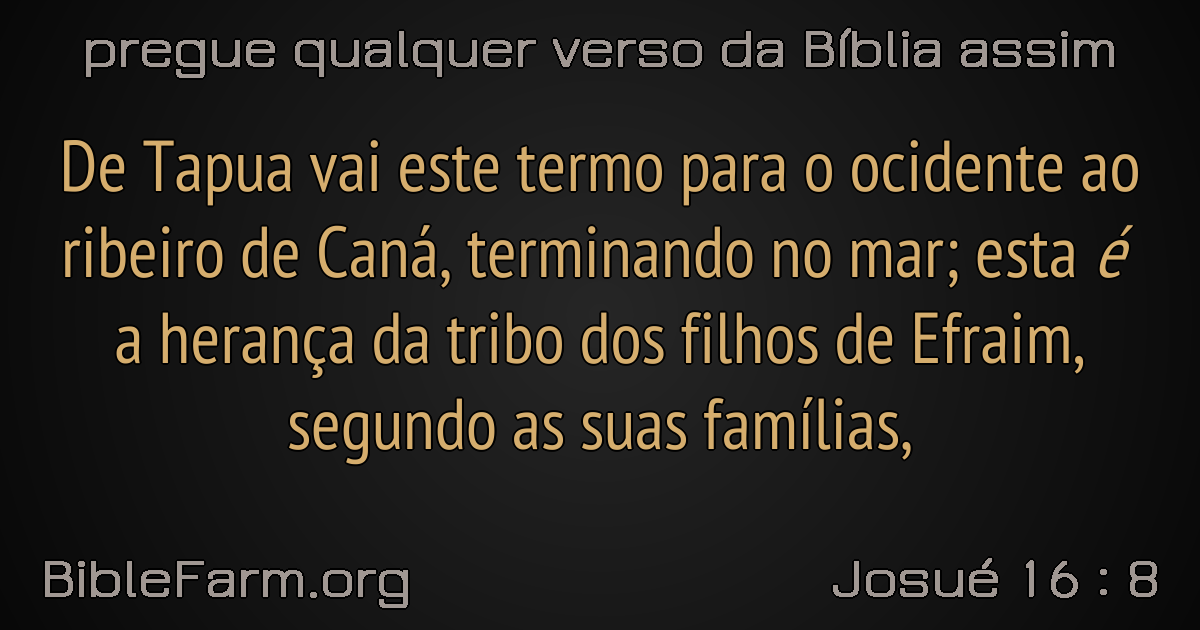 pregue qualquer verso da Bíblia assim
De Tapua vai este termo para o ocidente ao
ribeiro de Caná, terminando no mar; esta é
a herança da tribo dos filhos de Efraim,
segundo as suas famílias,
BibleFarm.org
Josué 16 : 8